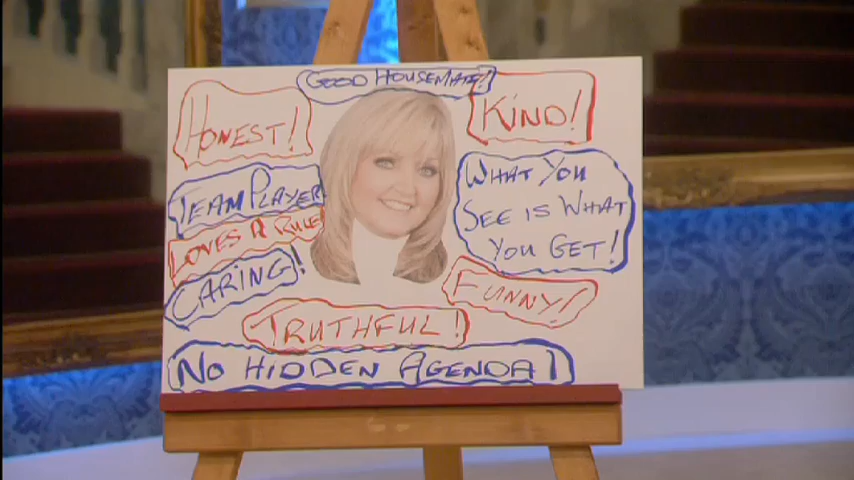 GOOD HOUSEMATE!
HONEST!
KIND!
TEAM PLAYER
LOVES A RULE
CARING!
WHAT YOU
SEE IS WHAT
YOU GET!
FUNNY!
TRUTHFUL!
NO HIDDEN AGENDA!